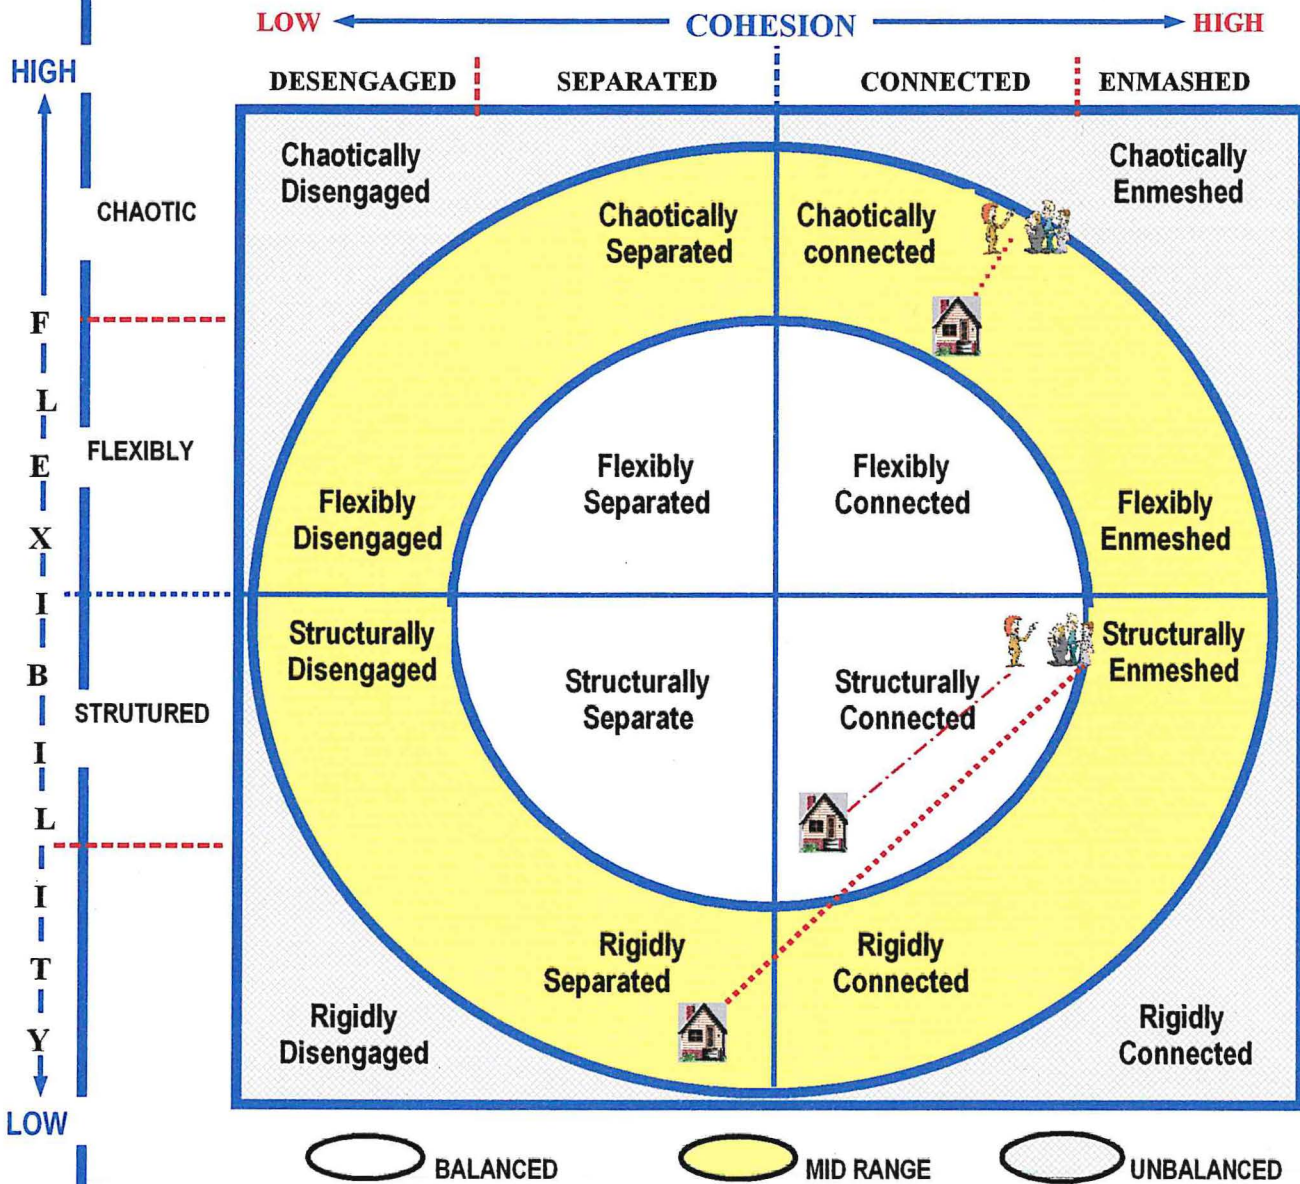 LOW COHESION HIGH
HIGH
DESENGAGED SEPARATED CONNECTED ENMASHED
Chaotically
Disengaged
Chaotically
Enmeshed
CHAOTIC
Chaotically
Separated
Chaotically
connected
FLEXIBILITY
FLEXIBLY
Flexibly
Separated
Flexibly
Connected
Flexibly
Disengaged
Flexibly
Enmeshed
Structurally
Disengaged
Structurally
Enmeshed
STRUTURED
Structurally
Separate
Structurally
Connected
Rigidly
Separated
Rigidly
Connected
Rigidly
Disengaged
Rigidly
Connected
LOW
BALANCED MID RANGE UNBALANCED